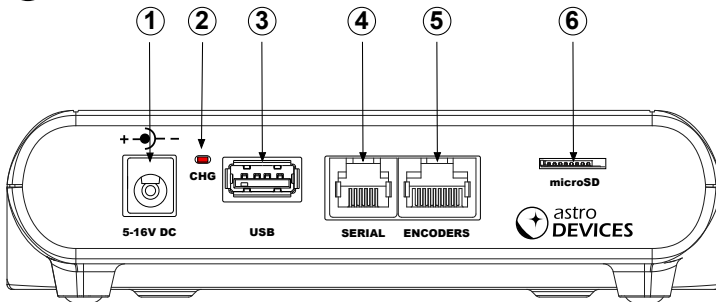 1 2 3 4 5 6
+ - -
CHG
microSD
5-16V DC USB SERIAL ENCODERS
astro
DEVICES